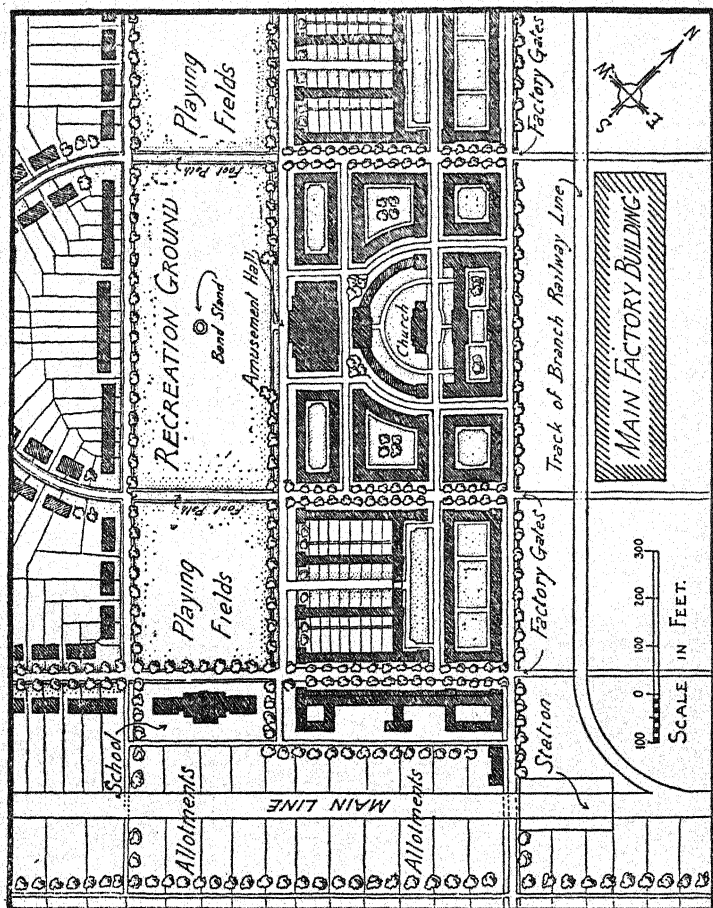 Playing
Fields
Factory Gates
N
W
E
S
Foot Path
RECREATION GROUND
Band Stand
Amusement Hall
Church
Track of Branch Railway Line
MAIN FACTORY BUILDING
Foot Path
Playing
Fields
Factory Gates
100 0 100 200 300
SCALE IN FEET.
School
Station
Allotments
MAIN LINE
Allotments